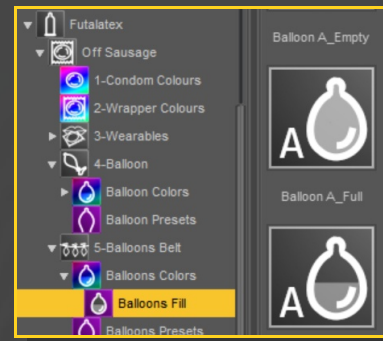 Futalatex
Off Sausage
1-Condom Colours
2-Wrapper Colours
3-Wearables
4-Balloon
Balloon Colors
Balloon Presets
5-Balloons Belt
Balloons Colors
Balloons Fill
Balloons Presets
Balloon A_Empty
A
Balloon A_Full
A